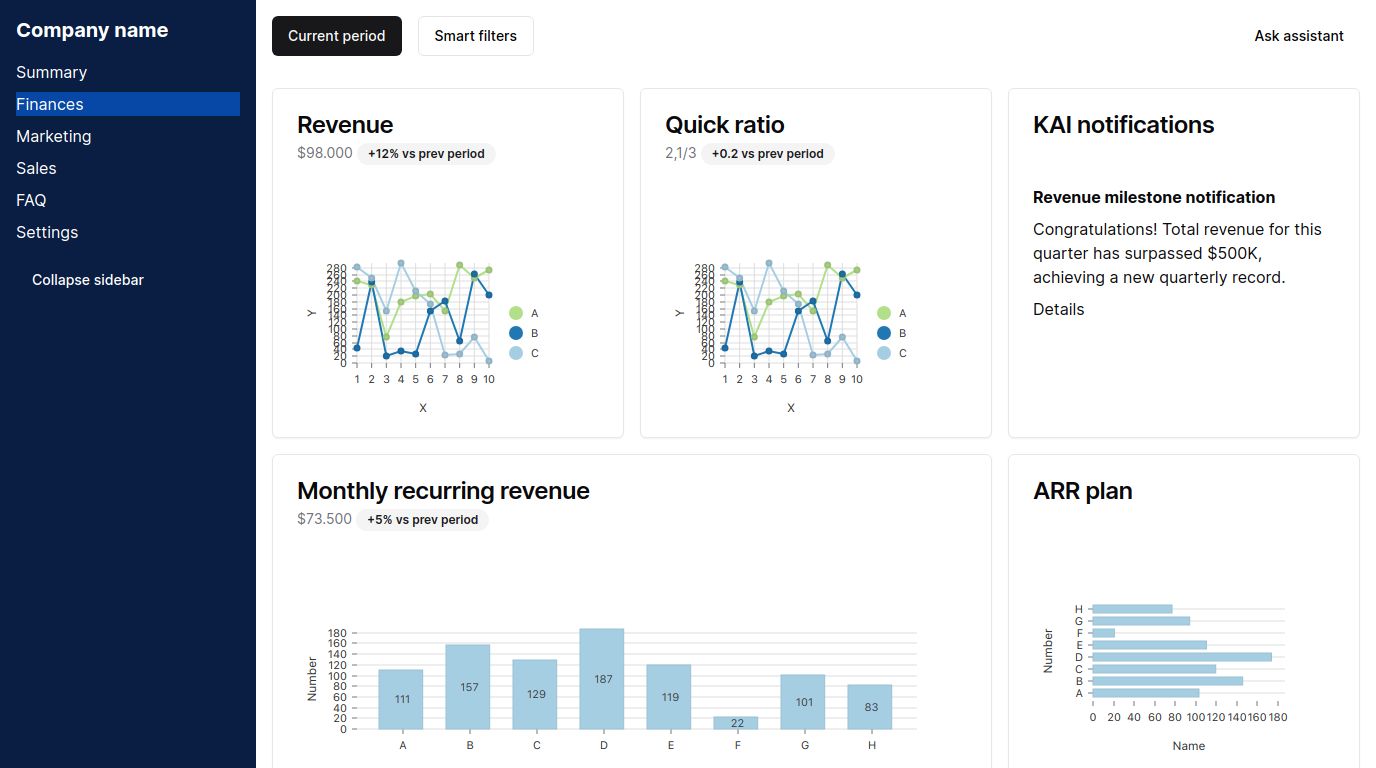 Company name
Summary
Finances
Marketing
Sales
FAQ
Settings
Collapse sidebar
Current period
Smart filters
Ask assistant
Revenue
$98.000 +12% vs prev period
280
260
240
220
200
180
160
140
120
100
80
60
40
20
0
Y
1 2 3 4 5 6 7 8 9 10
X
A
B
C
Quick ratio
2,1/3 +0.2 vs prev period
280
260
240
220
200
180
160
140
120
100
80
60
40
20
0
Y
1 2 3 4 5 6 7 8 9 10
X
A
B
C
KAI notifications
Revenue milestone notification
Congratulations! Total revenue for this
quarter has surpassed $500K,
achieving a new quarterly record.
Details
Monthly recurring revenue
$73.500 +5% vs prev period
180
160
140
120
100
80
60
40
20
0
Number
111 157 129 187 119 22 101 83
A B C D E F G H
ARR plan
H
G
F
E
D
C
B
A
Number
0 20 40 60 80 100 120 140 160 180
Name